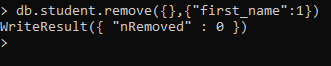 > db.student.remove({},{"first_name":1})
WriteResult({ "nRemoved" : 0 })
>